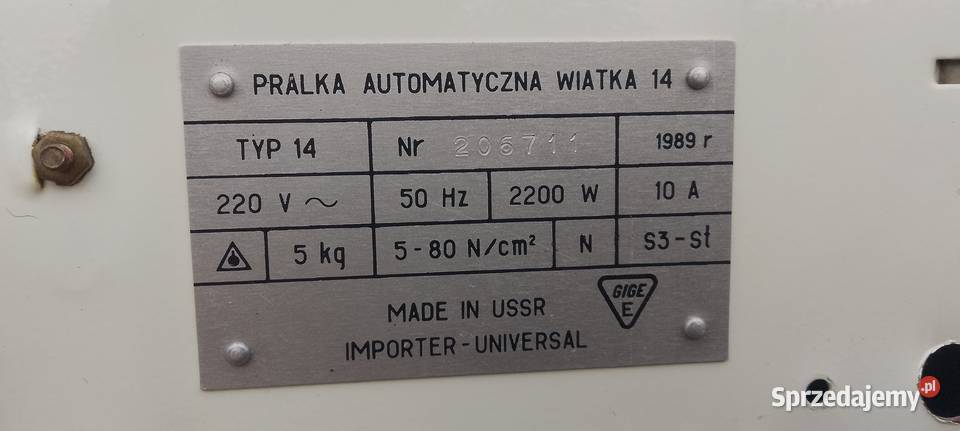 PRALKA AUTOMATYCZNA WIATKA 14
TYP 14 Nr 206711 1989 r
220 V ~ 50 Hz 2200 W 10 A
5 kg 5-80 N/cm² N S3-St
MADE IN USSR GIGE E
IMPORTER-UNIVERSAL
Sprzedajemy.pl